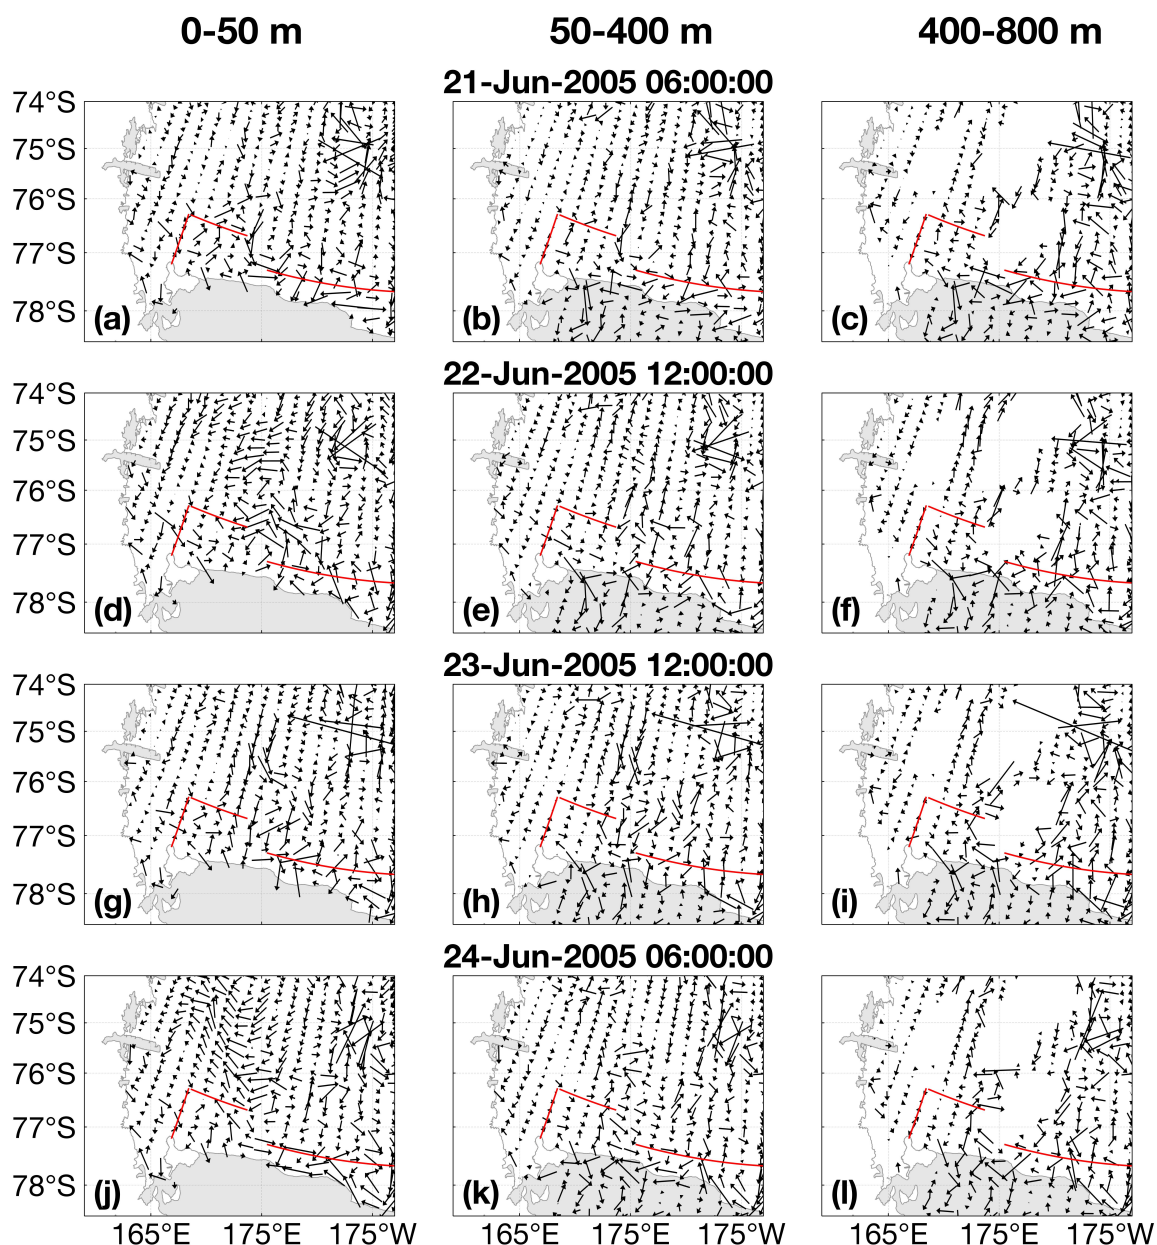 0-50 m 50-400 m 400-800 m
21-Jun-2005 06:00:00
74°S
75°S
76°S
77°S
78°S
(a) (b) (c)
22-Jun-2005 12:00:00
74°S
75°S
76°S
77°S
78°S
(d) (e) (f)
23-Jun-2005 12:00:00
74°S
75°S
76°S
77°S
78°S
(g) (h) (i)
24-Jun-2005 06:00:00
74°S
75°S
76°S
77°S
78°S
(j) (k) (l)
165°E 175°E 175°W 165°E 175°E 175°W 165°E 175°E 175°W